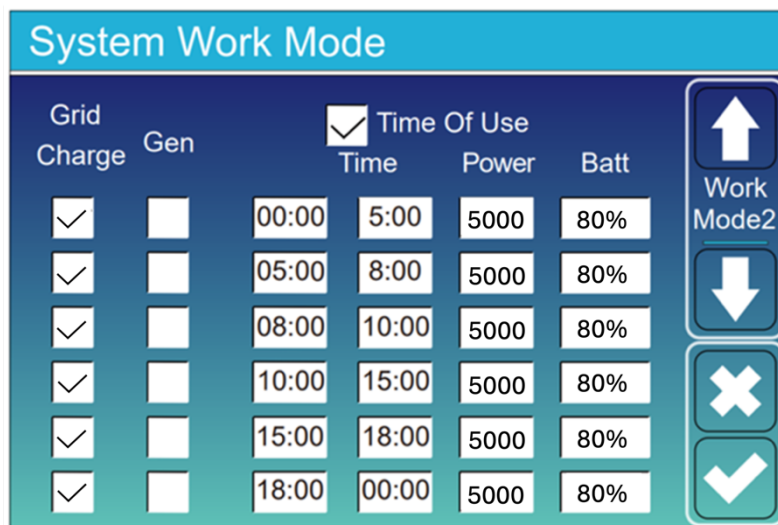 System Work Mode
Grid Charge
Gen
Time Of Use
Time Power Batt
00:00 5:00 5000 80%
05:00 8:00 5000 80%
08:00 10:00 5000 80%
10:00 15:00 5000 80%
15:00 18:00 5000 80%
18:00 00:00 5000 80%
Work
Mode2